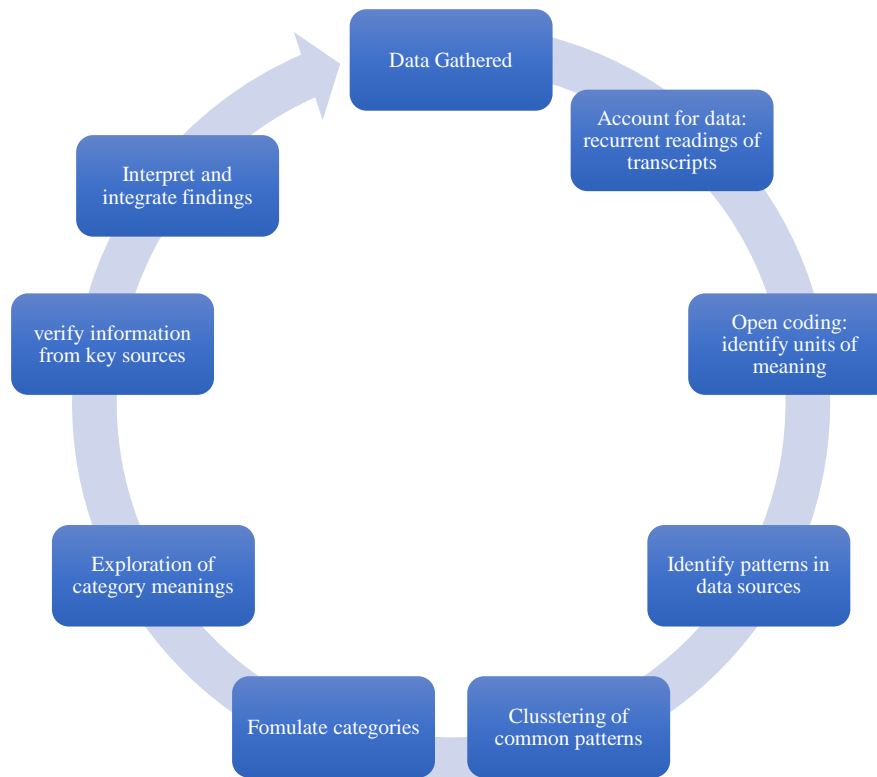 Data Gathered
Account for data:
recurrent readings of
transcripts
Open coding:
identify units of
meaning
Identify patterns in
data sources
Clusstering of
common patterns
Fomulate categories
Exploration of
category meanings
verify information
from key sources
Interpret and
integrate findings